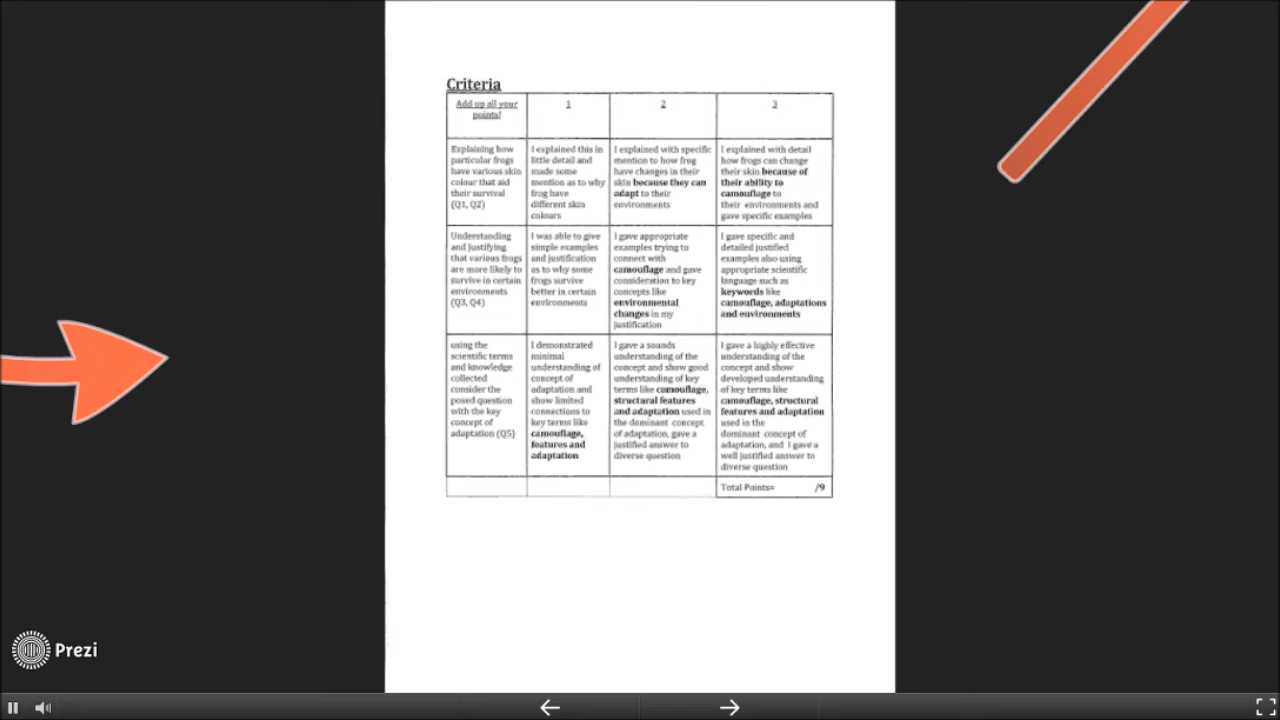 Criteria
Add up all your
points!
1
2
3
Explaining how
particular frogs
have various skin
colour that aid
their survival
(Q1, Q2)
I explained this in
little detail and
made some
mention as to why
frog have
different skin
colours
I explained with specific
mention to how frog
have changes in their
skin because they can
adapt to their
environments
I explained with detail
how frogs can change
their skin because of
their ability to
camouflage to
their environments and
gave specific examples
Understanding
and Justifying
that various frogs
are more likely to
survive in certain
environments
(Q3, Q4)
I was able to give
simple examples
and justification
as to why some
frogs survive
better in certain
environments
I gave appropriate
examples trying to
connect with
camouflage and gave
consideration to key
concepts like
environmental
changes in my
justification
I gave specific and
detailed justified
examples also using
appropriate scientific
language such as
keywords like
camouflage, adaptations
and environments
using the
scientific terms
and knowledge
collected
consider the
posed question
with the key
concept of
adaptation (Q5)
I demonstrated
minimal
understanding of
concept of
adaptation and
show limited
connections to
key terms like
camouflage,
features and
adaptation
I gave a sounds
understanding of the
concept and show good
understanding of key
terms like camouflage,
structural features
and adaptation used in
the dominant concept
of adaptation, gave a
justified answer to
diverse question
I gave a highly effective
understanding of the
concept and show
developed understanding
of key terms like
camouflage, structural
features and adaptation
used in the
dominant concept of
adaptation, and I gave a
well justified answer to
diverse question
Total Points= /9
Prezi